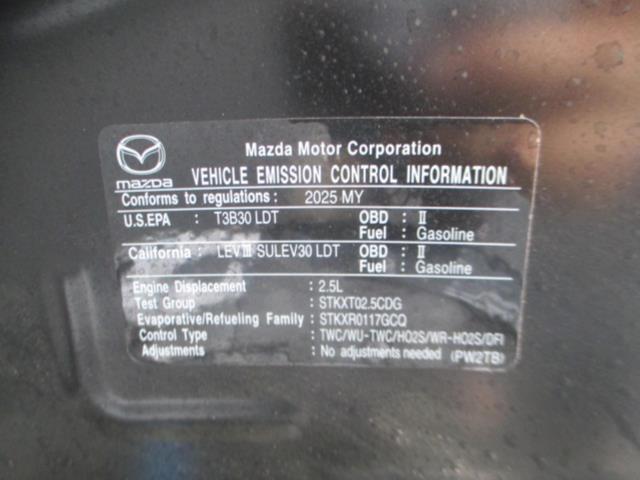 Mazda Motor Corporation
mazda VEHICLE EMISSION CONTROL INFORMATION
Conforms to regulations : 2025 MY
U.S.EPA : T3B30 LDT OBD : II
Fuel : Gasoline
California : LEVIII SULEV30 LDT OBD : II
Fuel : Gasoline
Engine Displacement : 2.5L
Test Group : STKXT02.5CDG
Evaporative/Refueling Family : STKXR0117GCQ
Control Type : TWC/WU-TWC/HO2S/WR-HO2S/DFI
Adjustments : No adjustments needed (PW2TB)